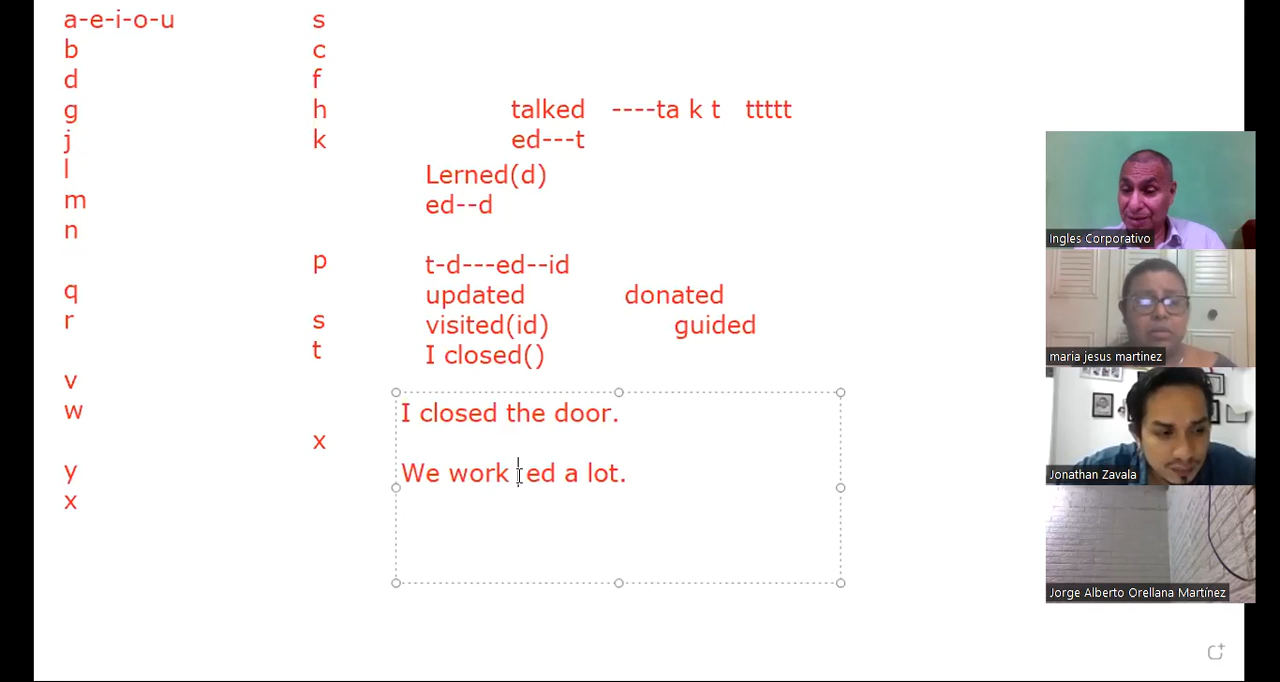 a-e-i-o-u s
b c
d f
g h talked ----ta k t ttttt
j k ed---t
l Lerned(d)
m ed--d
n
p t-d---ed--id
q updated donated
r s visited(id) guided
t I closed()
v
w I closed the door.
x
y We work ed a lot.
x
Ingles Corporativo
maria jesus martinez
Jonathan Zavala
Jorge Alberto Orellana Martínez